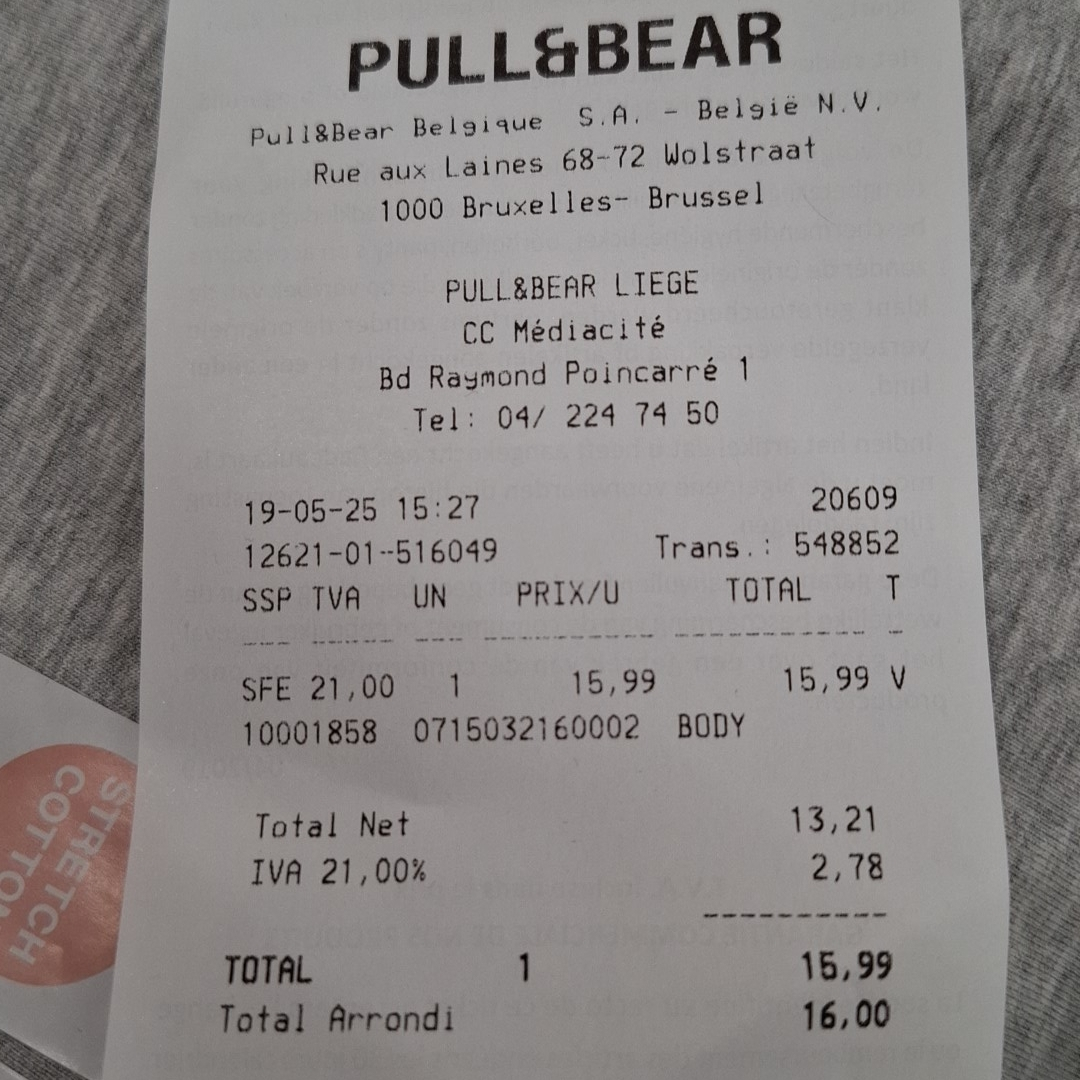 PULL&BEAR
Pull&Bear Belgique S.A. - België N.V.
Rue aux Laines 68-72 Wolstraat
1000 Bruxelles- Brussel
PULL&BEAR LIEGE
CC Médiacité
Bd Raymond Poincarré 1
Tel: 04/ 224 74 50
19-05-25 15:27 20609
12621-01--516049 Trans.: 548852
SSP TVA UN PRIX/U TOTAL T
SFE 21,00 1 15,99 15,99 V
10001858 0715032160002 BODY
Total Net 13,21
IVA 21,00% 2,78
TOTAL 1 15,99
Total Arrondi 16,00
STRETCH
COTTON